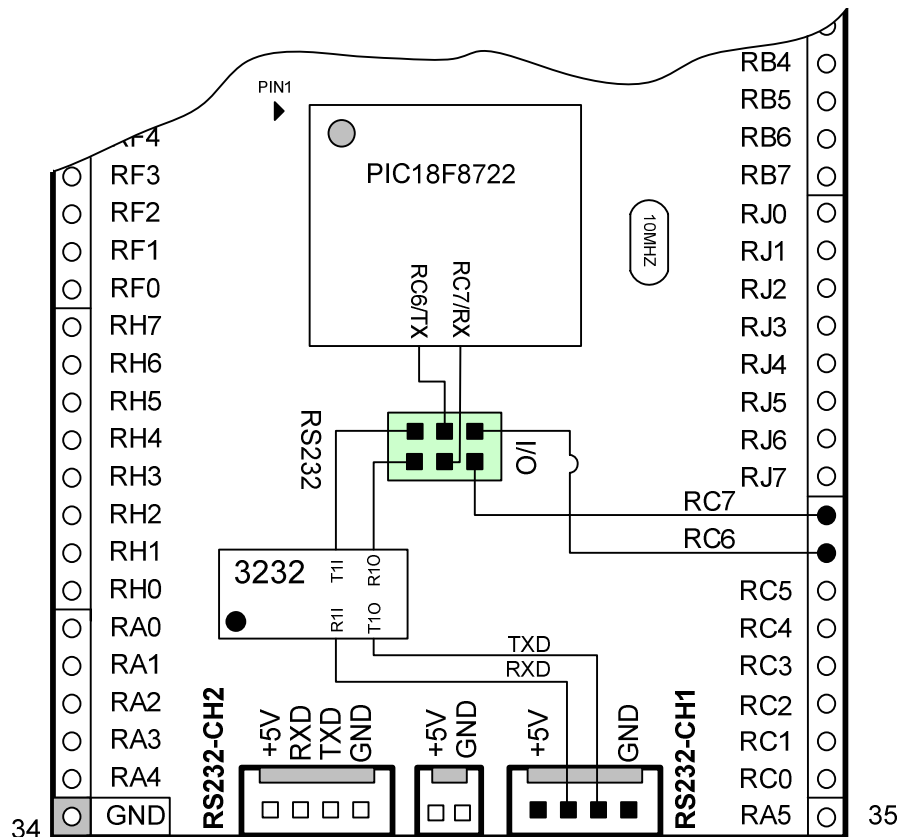 PIN1
PIC18F8722
RC6/TX
RC7/RX
10MHZ
RF4
RF3
RF2
RF1
RF0
RH7
RH6
RH5
RH4
RH3
RH2
RH1
RH0
RA0
RA1
RA2
RA3
RA4
34 GND
RB4
RB5
RB6
RB7
RJ0
RJ1
RJ2
RJ3
RJ4
RJ5
RJ6
RJ7
RC7
RC6
RC5
RC4
RC3
RC2
RC1
RC0
RA5 35
RS232
I/O
3232
T1I
R1O
R1I
T1O
TXD
RXD
RS232-CH2
+5V
RXD
TXD
GND
+5V
GND
+5V
GND
RS232-CH1